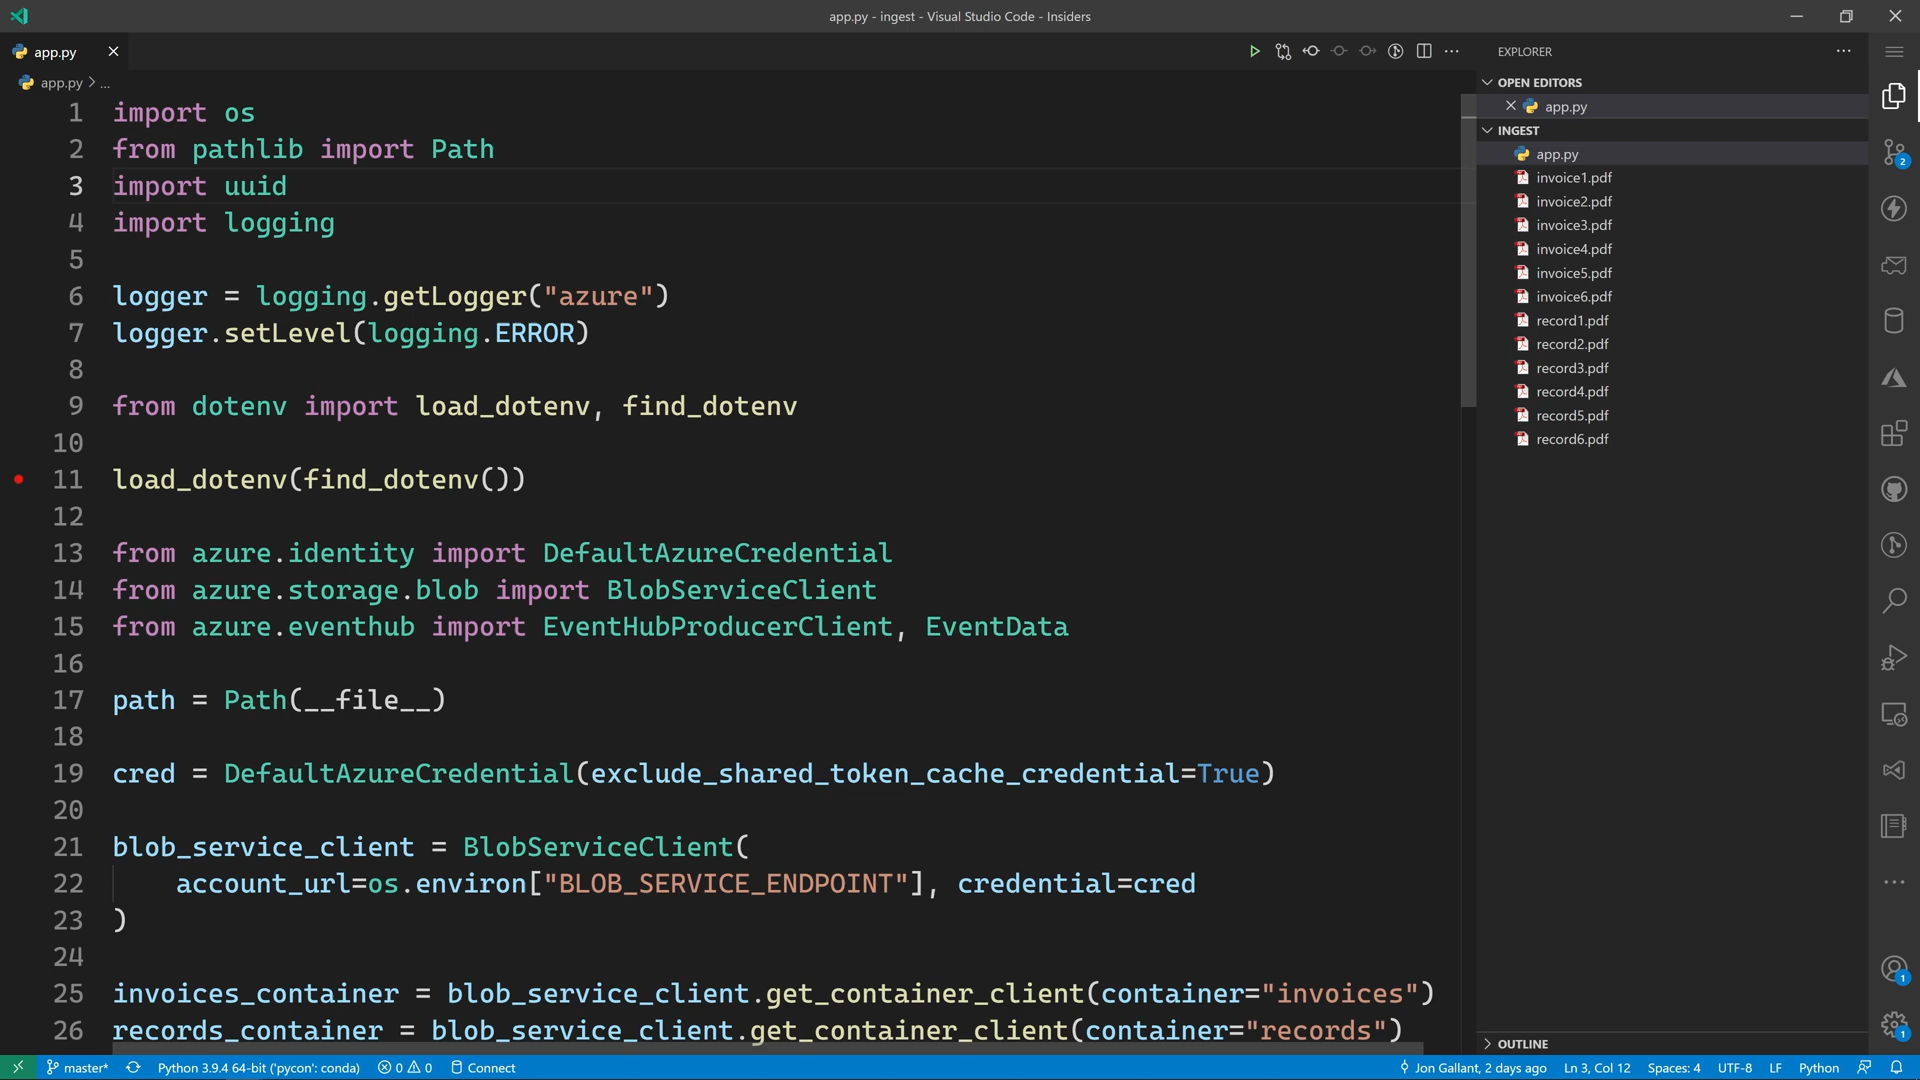 app.py - ingest - Visual Studio Code - Insiders
app.py
app.py > ...
1 import os
2 from pathlib import Path
3 import uuid
4 import logging
5
6 logger = logging.getLogger("azure")
7 logger.setLevel(logging.ERROR)
8
9 from dotenv import load_dotenv, find_dotenv
10
11 load_dotenv(find_dotenv())
12
13 from azure.identity import DefaultAzureCredential
14 from azure.storage.blob import BlobServiceClient
15 from azure.eventhub import EventHubProducerClient, EventData
16
17 path = Path(__file__)
18
19 cred = DefaultAzureCredential(exclude_shared_token_cache_credential=True)
20
21 blob_service_client = BlobServiceClient(
22     account_url=os.environ["BLOB_SERVICE_ENDPOINT"], credential=cred
23 )
24
25 invoices_container = blob_service_client.get_container_client(container="invoices")
26 records_container = blob_service_client.get_container_client(container="records")
EXPLORER
OPEN EDITORS
app.py
INGEST
app.py
invoice1.pdf
invoice2.pdf
invoice3.pdf
invoice4.pdf
invoice5.pdf
invoice6.pdf
record1.pdf
record2.pdf
record3.pdf
record4.pdf
record5.pdf
record6.pdf
OUTLINE
2
1
1
master* Python 3.9.4 64-bit ('pycon': conda) 0 0 Connect Jon Gallant, 2 days ago Ln 3, Col 12 Spaces: 4 UTF-8 LF Python